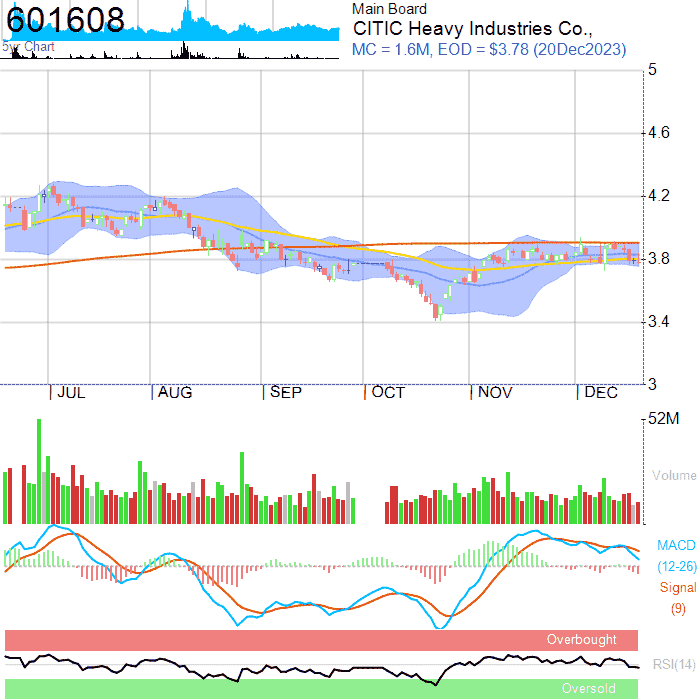 601608
5yr Chart
Main Board
CITIC Heavy Industries Co.,
MC = 1.6M, EOD = $3.78 (20Dec2023)
5
4.6
4.2
3.8
3.4
3
JUL AUG SEP OCT NOV DEC
52M
Volume
MACD
(12-26)
Signal
(9)
Overbought
RSI(14)
Oversold